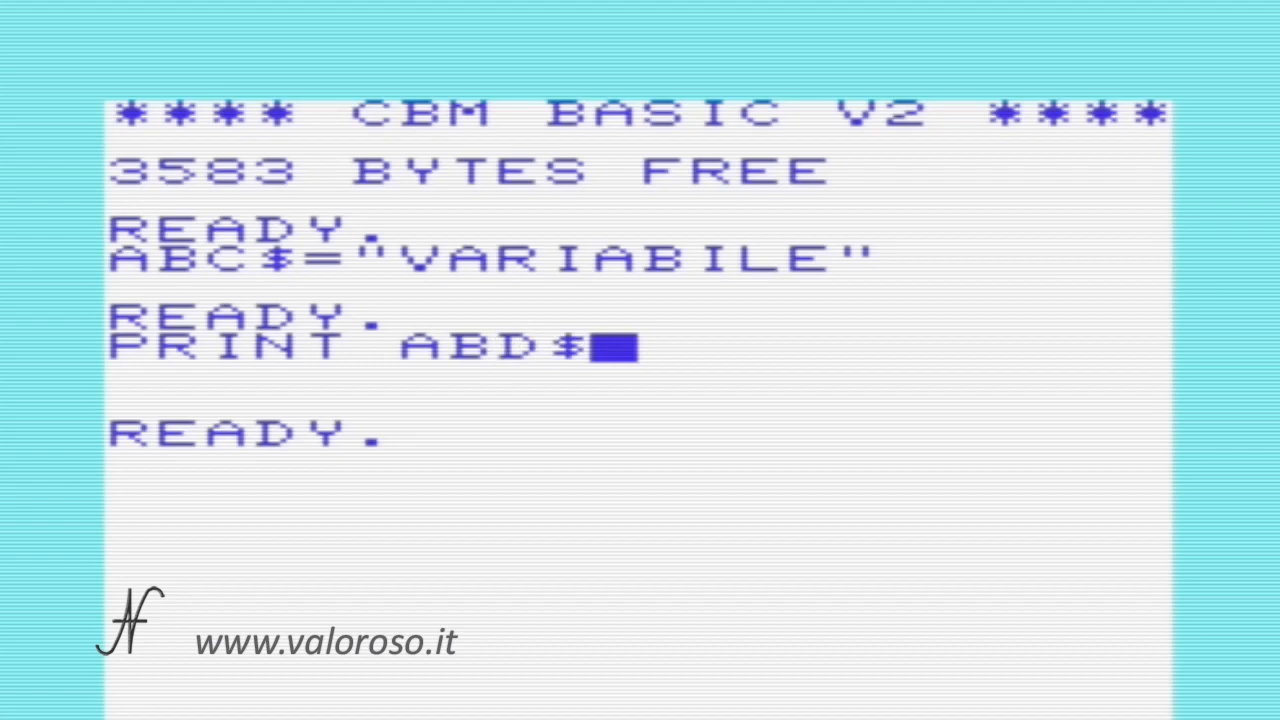 **** CBM BASIC V2 ****
3583 BYTES FREE
READY.
ABC$="VARIABILE"
READY.
PRINT ABD$
READY.
www.valoroso.it